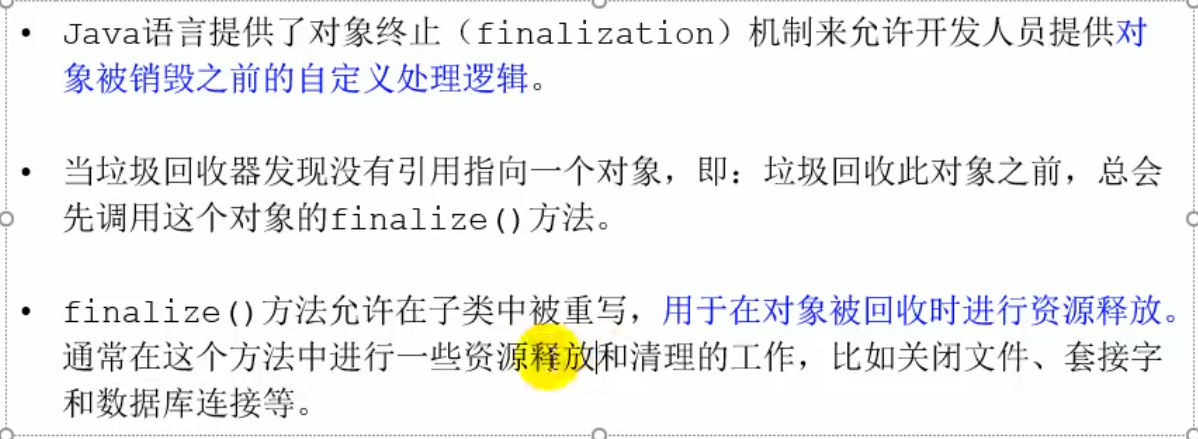 • Java语言提供了对象终止（finalization）机制来允许开发人员提供对
象被销毁之前的自定义处理逻辑。
• 当垃圾回收器发现没有引用指向一个对象，即：垃圾回收此对象之前，总会
先调用这个对象的finalize()方法。
• finalize()方法允许在子类中被重写，用于在对象被回收时进行资源释放。
通常在这个方法中进行一些资源释放和清理的工作，比如关闭文件、套接字
和数据库连接等。